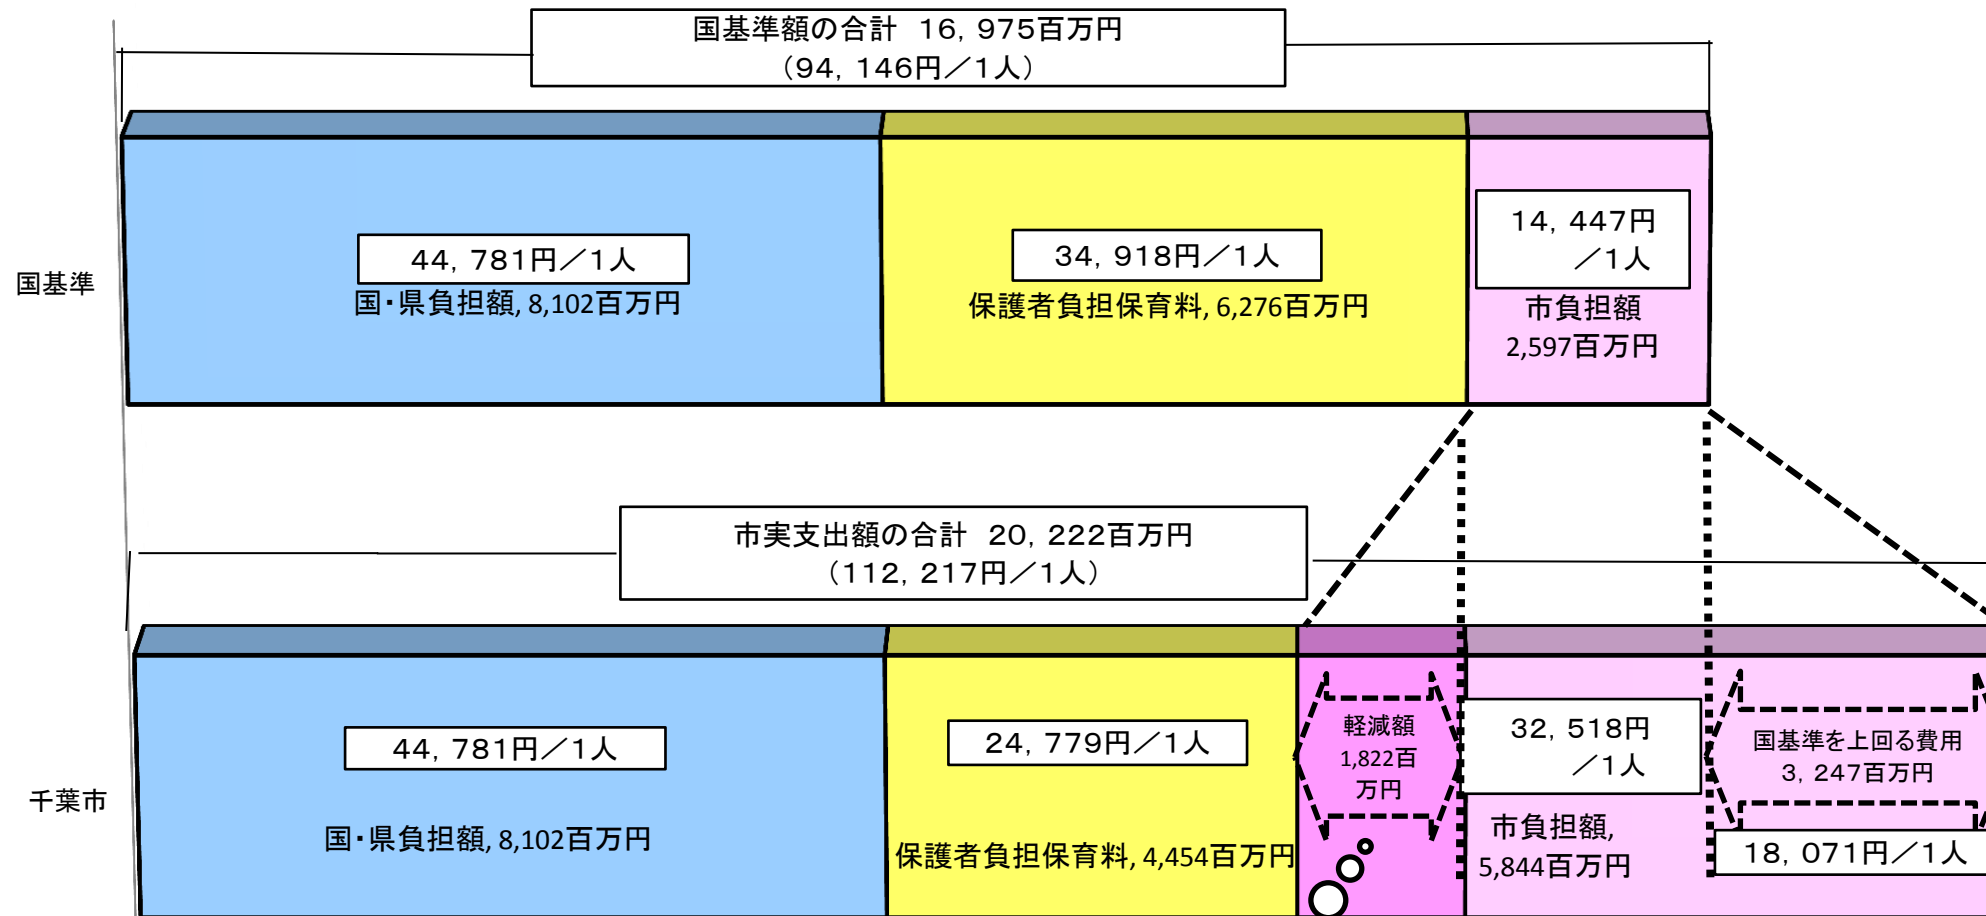 国基準額の合計　１６，９７５百万円
（９４，１４６円／１人）
国基準
４４，７８１円／１人
国・県負担額, 8,102百万円
３４，９１８円／１人
保護者負担保育料, 6,276百万円
１４，４４７円
／１人
市負担額
2,597百万円
市実支出額の合計　２０，２２２百万円
（１１２，２１７円／１人）
千葉市
４４，７８１円／１人
国・県負担額, 8,102百万円
２４，７７９円／１人
保護者負担保育料, 4,454百万円
軽減額
1,822百
万円
３２，５１８円
／１人
市負担額,
5,844百万円
国基準を上回る費用
３，２４７百万円
１８，０７１円／１人